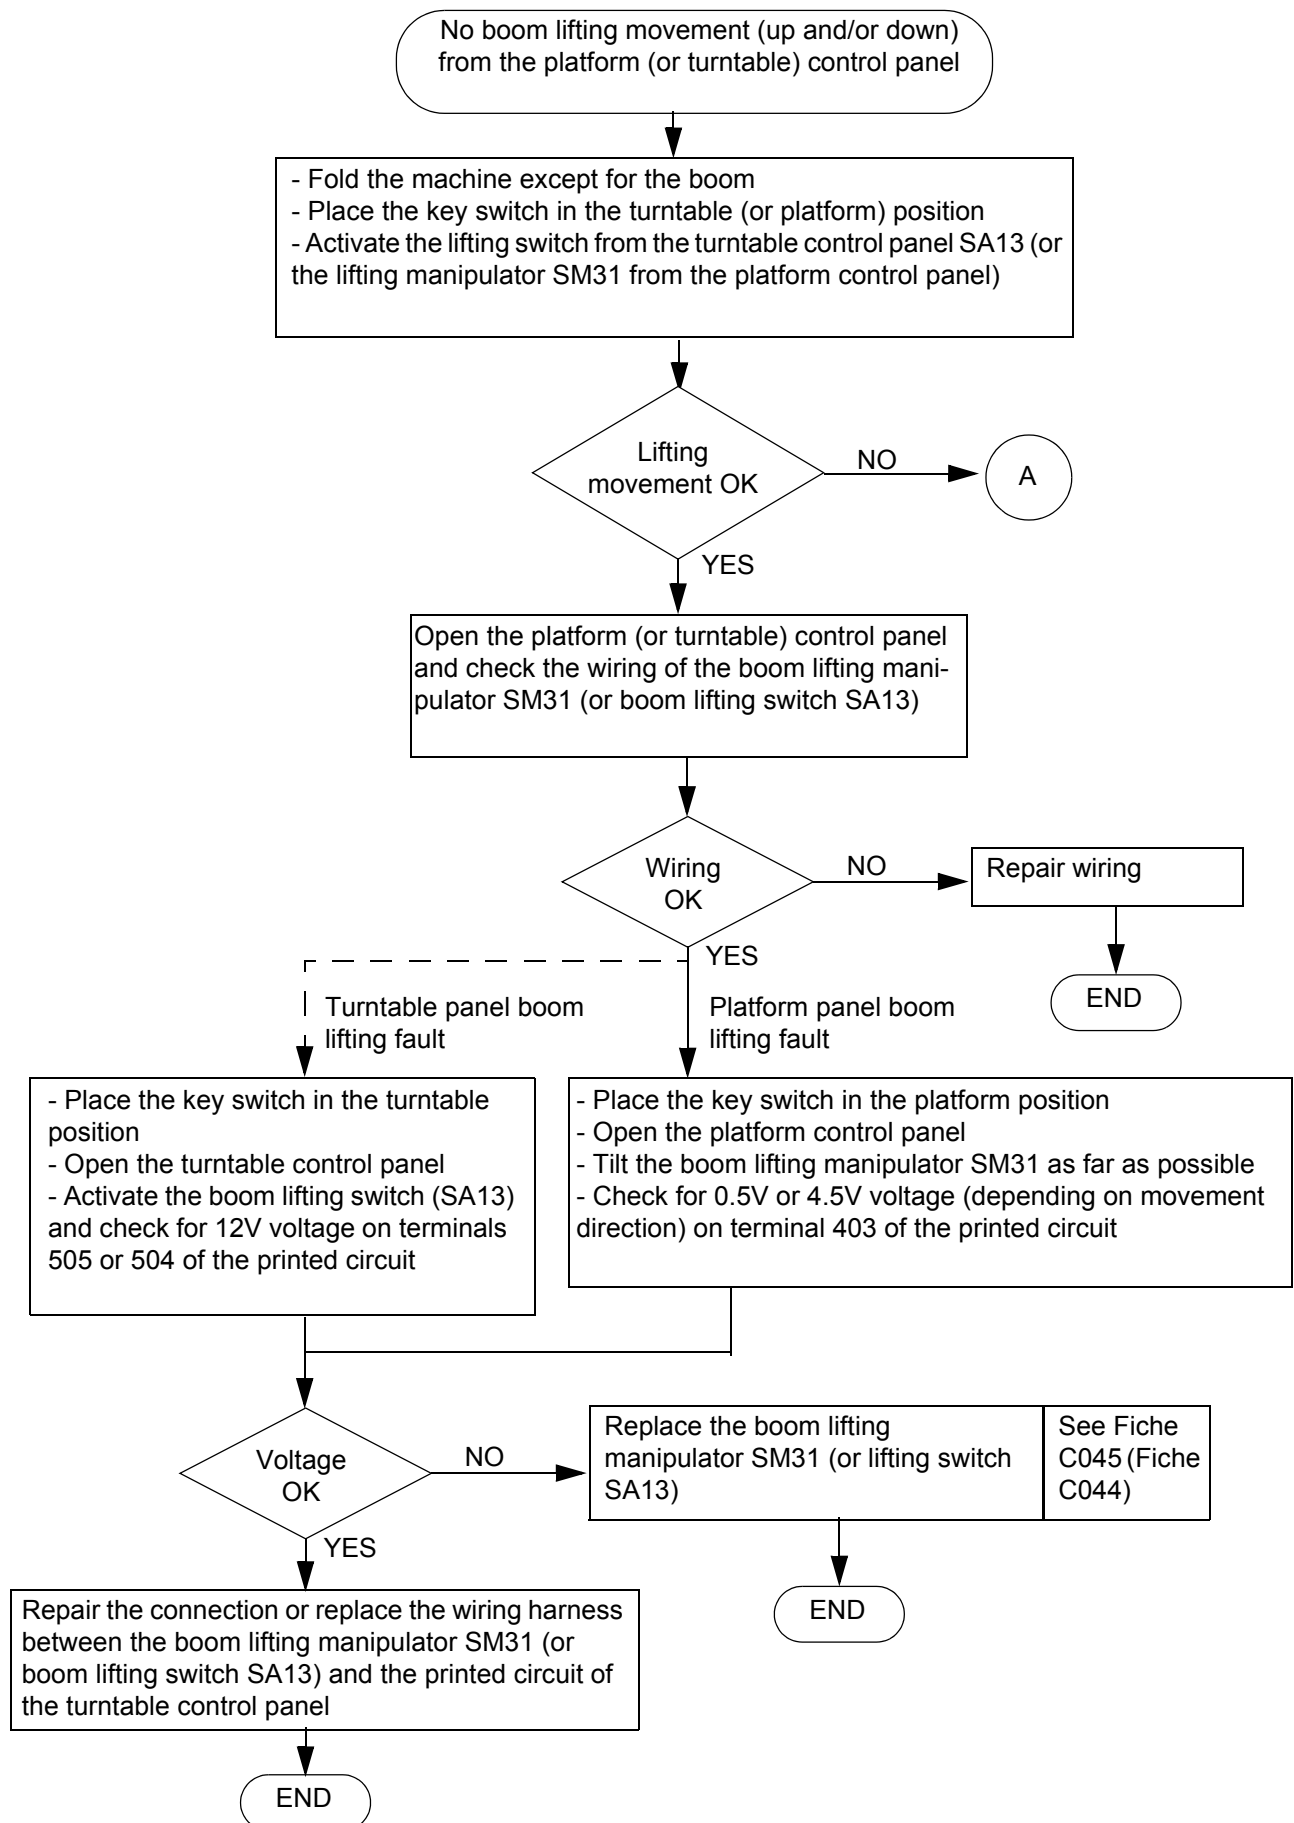 No boom lifting movement (up and/or down)
from the platform (or turntable) control panel
- Fold the machine except for the boom
- Place the key switch in the turntable (or platform) position
- Activate the lifting switch from the turntable control panel SA13 (or
the lifting manipulator SM31 from the platform control panel)
Lifting
movement OK
NO
A
YES
Open the platform (or turntable) control panel
and check the wiring of the boom lifting mani-
pulator SM31 (or boom lifting switch SA13)
Wiring
OK
NO
Repair wiring
END
YES
Turntable panel boom
lifting fault
Platform panel boom
lifting fault
- Place the key switch in the turntable
position
- Open the turntable control panel
- Activate the boom lifting switch (SA13)
and check for 12V voltage on terminals
505 or 504 of the printed circuit
- Place the key switch in the platform position
- Open the platform control panel
- Tilt the boom lifting manipulator SM31 as far as possible
- Check for 0.5V or 4.5V voltage (depending on movement
direction) on terminal 403 of the printed circuit
Voltage
OK
NO
Replace the boom lifting
manipulator SM31 (or lifting switch
SA13)
See Fiche
C045 (Fiche
C044)
END
YES
Repair the connection or replace the wiring harness
between the boom lifting manipulator SM31 (or
boom lifting switch SA13) and the printed circuit of
the turntable control panel
END